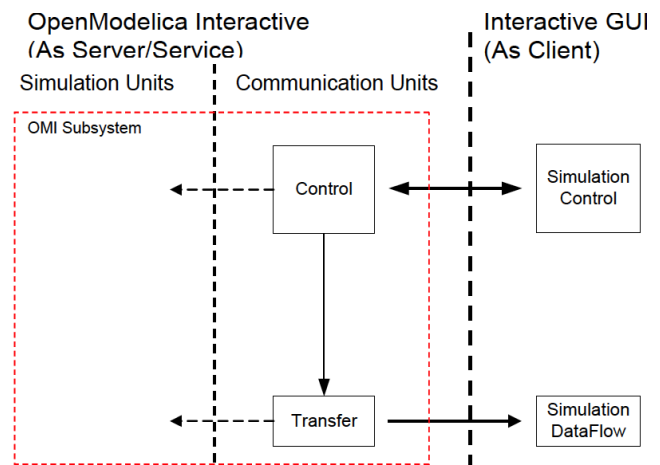 OpenModelica Interactive
(As Server/Service)
Interactive GUI
(As Client)
Simulation Units
Communication Units
OMI Subsystem
Control
Simulation
Control
Transfer
Simulation
DataFlow